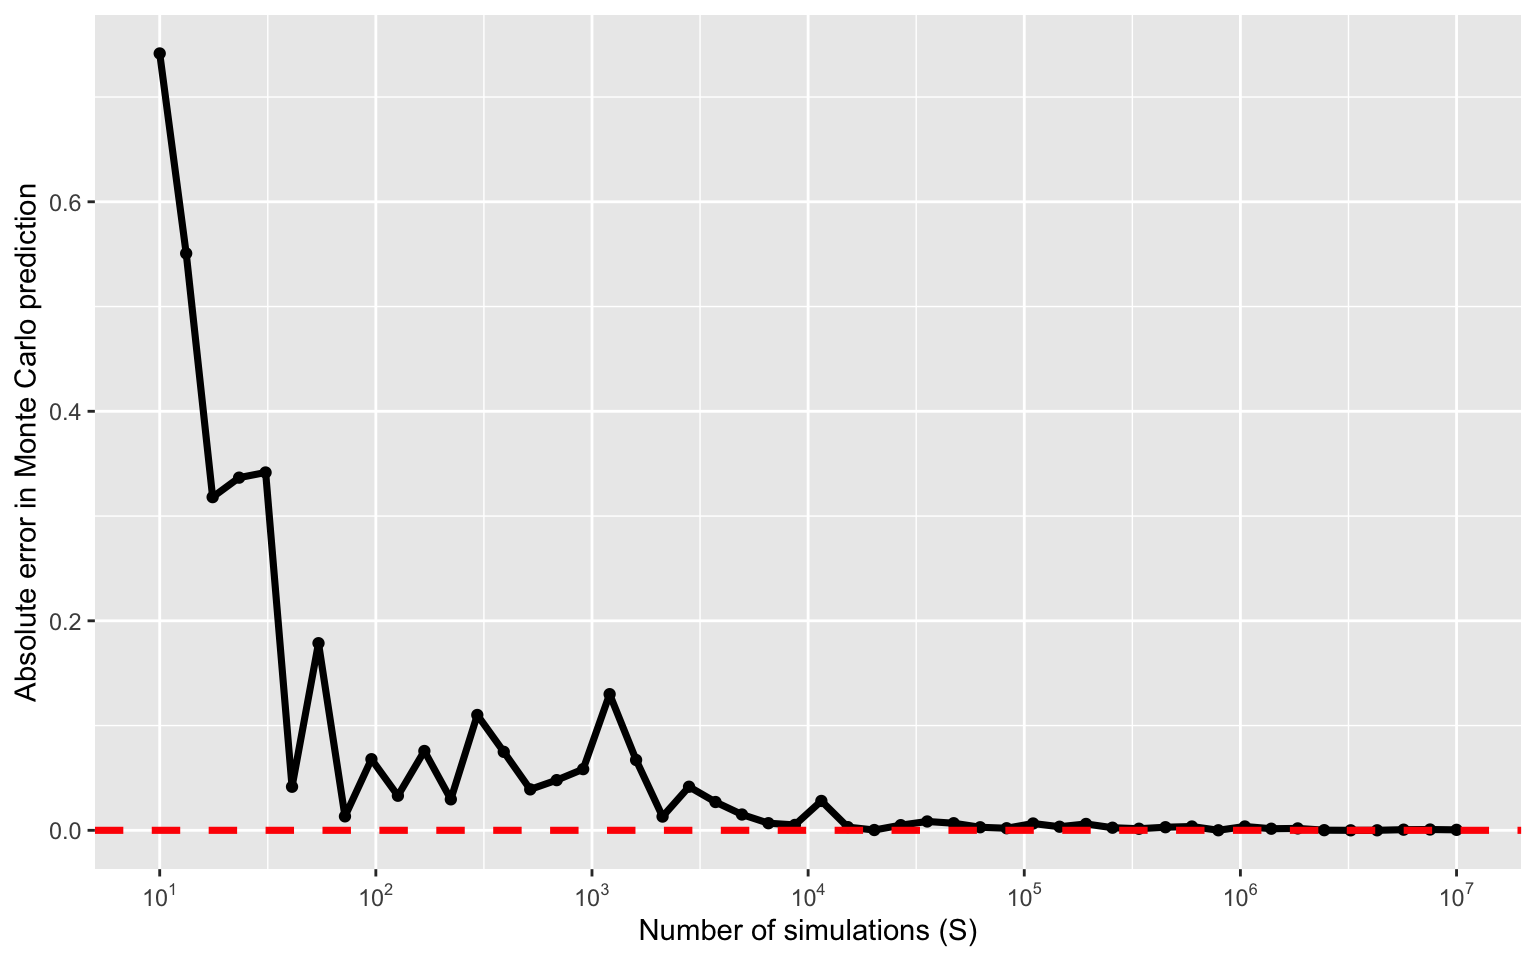 Absolute error in Monte Carlo prediction
0.6
0.4
0.2
0.0
10¹ 10² 10³ 10⁴ 10⁵ 10⁶ 10⁷
Number of simulations (S)